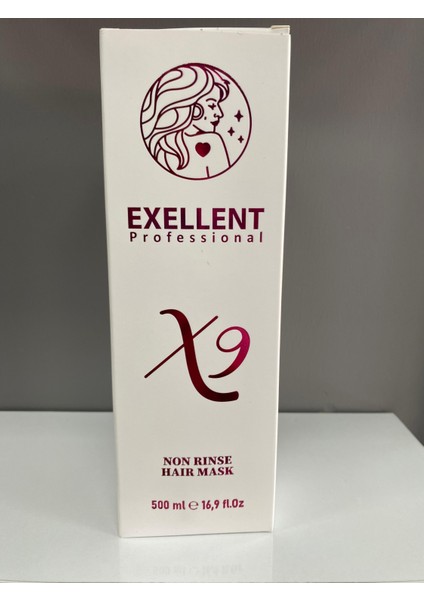 EXELLENT
Professional
X9
NON RINSE
HAIR MASK
500 ml ℮ 16,9 fl.Oz